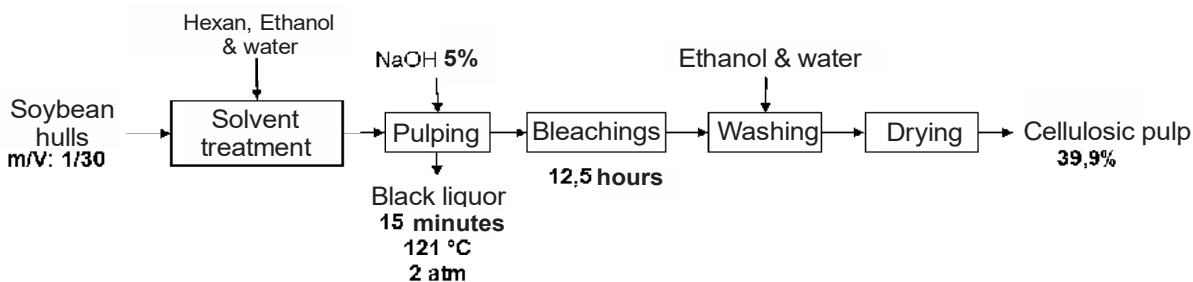 Hexan, Ethanol
& water
NaOH 5%
Ethanol & water
Soybean
hulls
m/V: 1/30
Solvent
treatment
Pulping
Bleachings
Washing
Drying
Cellulosic pulp
39,9%
12,5 hours
Black liquor
15 minutes
121 °C
2 atm